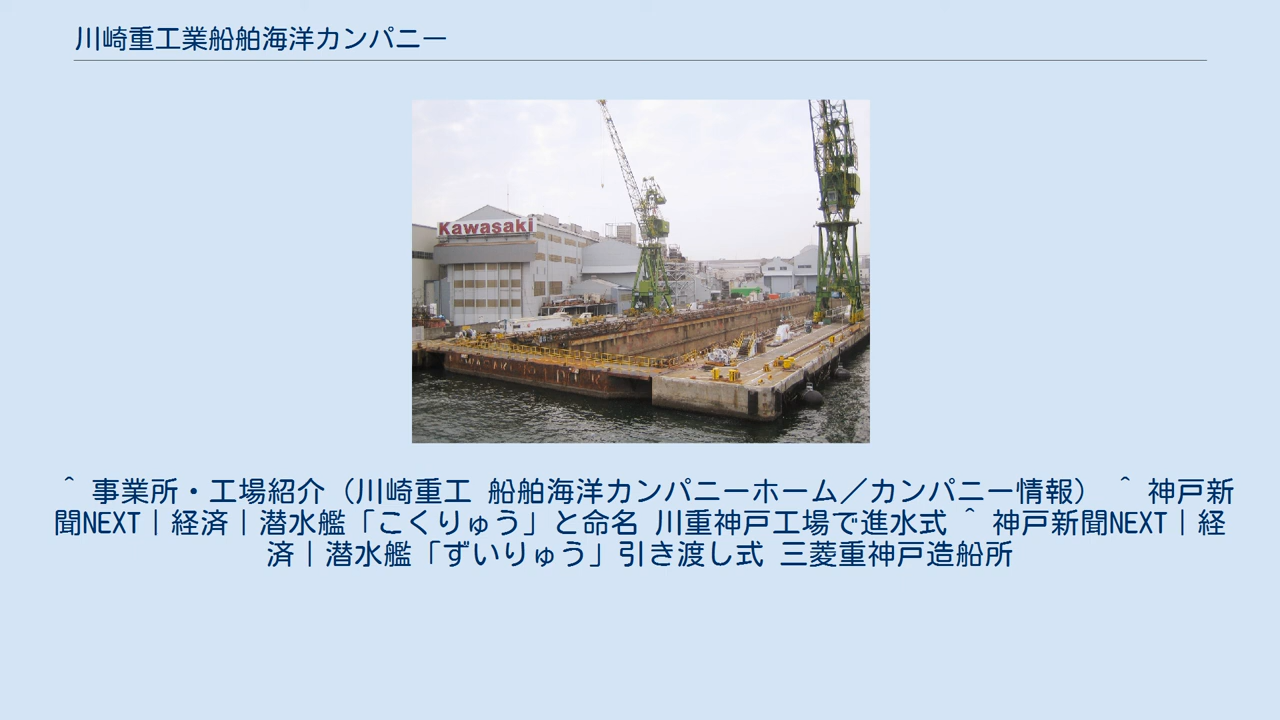 川崎重工業船舶海洋カンパニー
Kawasaki
^ 事業所・工場紹介（川崎重工 船舶海洋カンパニーホーム／カンパニー情報） ^ 神戸新
聞NEXT｜経済｜潜水艦「こくりゅう」と命名 川重神戸工場で進水式 ^ 神戸新聞NEXT｜経
済｜潜水艦「ずいりゅう」引き渡し式 三菱重神戸造船所